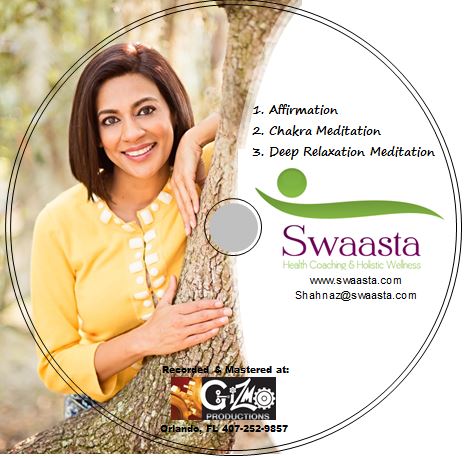 1. Affirmation
2. Chakra Meditation
3. Deep Relaxation Meditation
Swaasta
Health Coaching & Holistic Wellness
www.swaasta.com
Shahnaz@swaasta.com
Recorded & Mastered at:
GiZMO
PRODUCTIONS
Orlando, FL 407-252-9857